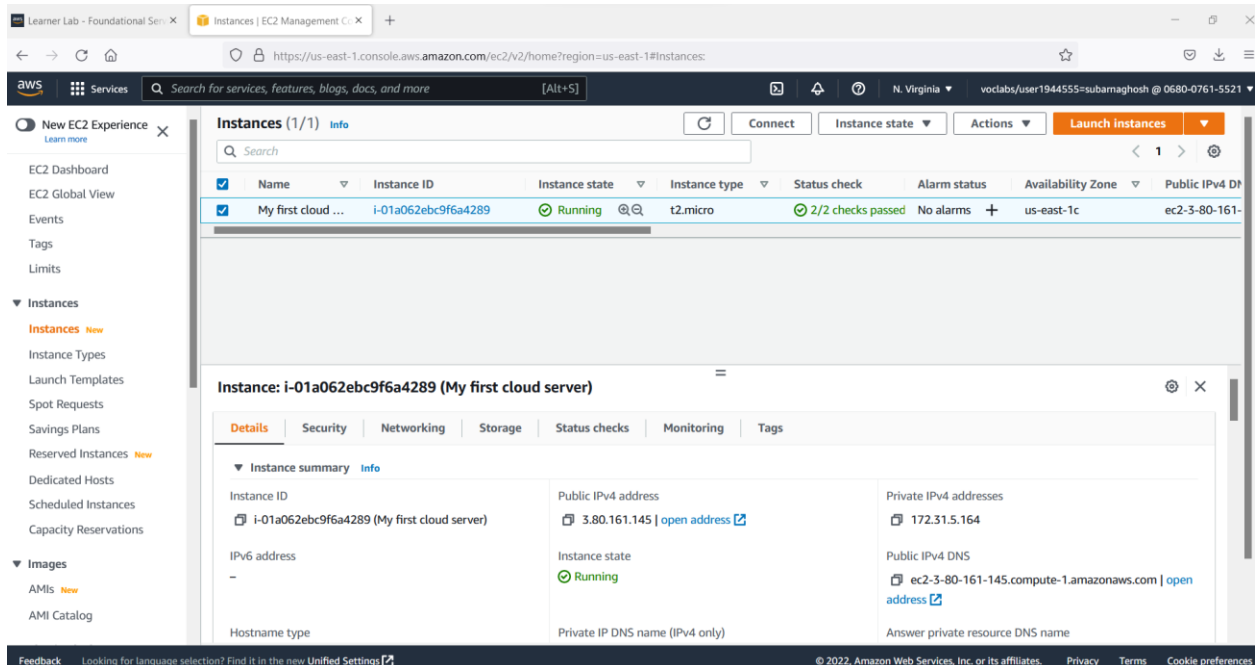 Learner Lab - Foundational Serv
Instances | EC2 Management Co
https://us-east-1.console.aws.amazon.com/ec2/v2/home?region=us-east-1#Instances:
aws Services Search for services, features, blogs, docs, and more [Alt+S] N. Virginia ▼ voclabs/user1944555=subarnaghosh @ 0680-0761-5521 ▼
New EC2 Experience
Learn more
EC2 Dashboard
EC2 Global View
Events
Tags
Limits
Instances
Instances New
Instance Types
Launch Templates
Spot Requests
Savings Plans
Reserved Instances New
Dedicated Hosts
Scheduled Instances
Capacity Reservations
Images
AMIs New
AMI Catalog
Instances (1/1) Info Connect Instance state ▼ Actions ▼ Launch instances ▼
Search
1
Name Instance ID Instance state Instance type Status check Alarm status Availability Zone Public IPv4 DN
My first cloud ... i-01a062ebc9f6a4289 Running t2.micro 2/2 checks passed No alarms + us-east-1c ec2-3-80-161-
Instance: i-01a062ebc9f6a4289 (My first cloud server)
Details Security Networking Storage Status checks Monitoring Tags
Instance summary Info
Instance ID Public IPv4 address Private IPv4 addresses
i-01a062ebc9f6a4289 (My first cloud server) 3.80.161.145 | open address 172.31.5.164
IPv6 address Instance state Public IPv4 DNS
– Running ec2-3-80-161-145.compute-1.amazonaws.com | open
address
Hostname type Private IP DNS name (IPv4 only) Answer private resource DNS name
Feedback Looking for language selection? Find it in the new Unified Settings © 2022, Amazon Web Services, Inc. or its affiliates. Privacy Terms Cookie preferences